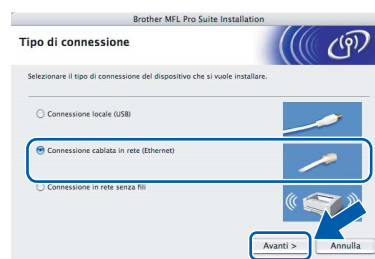 Brother MFL Pro Suite Installation
Tipo di connessione
Selezionare il tipo di connessione del dispositivo che si vuole installare.
Connessione locale (USB)
Connessione cablata in rete (Ethernet)
Connessione in rete senza fili
Avanti >
Annulla